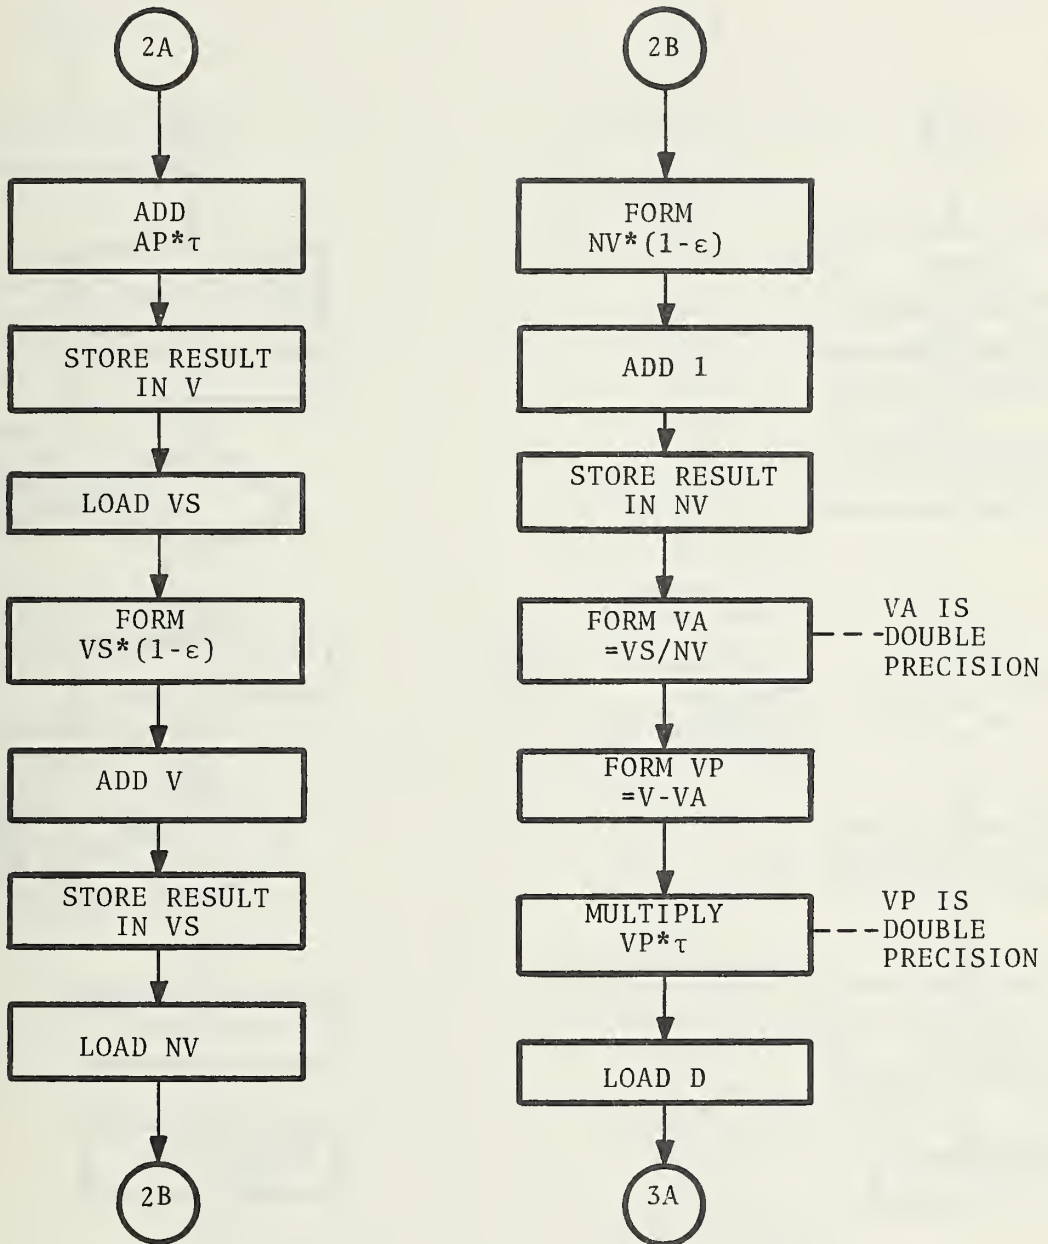 2A
ADD
AP*τ
STORE RESULT
IN V
LOAD VS
FORM
VS*(1-ε)
ADD V
STORE RESULT
IN VS
LOAD NV
2B
2B
FORM
NV*(1-ε)
ADD 1
STORE RESULT
IN NV
FORM VA
=VS/NV
VA IS
DOUBLE
PRECISION
FORM VP
=V-VA
MULTIPLY
VP*τ
VP IS
DOUBLE
PRECISION
LOAD D
3A